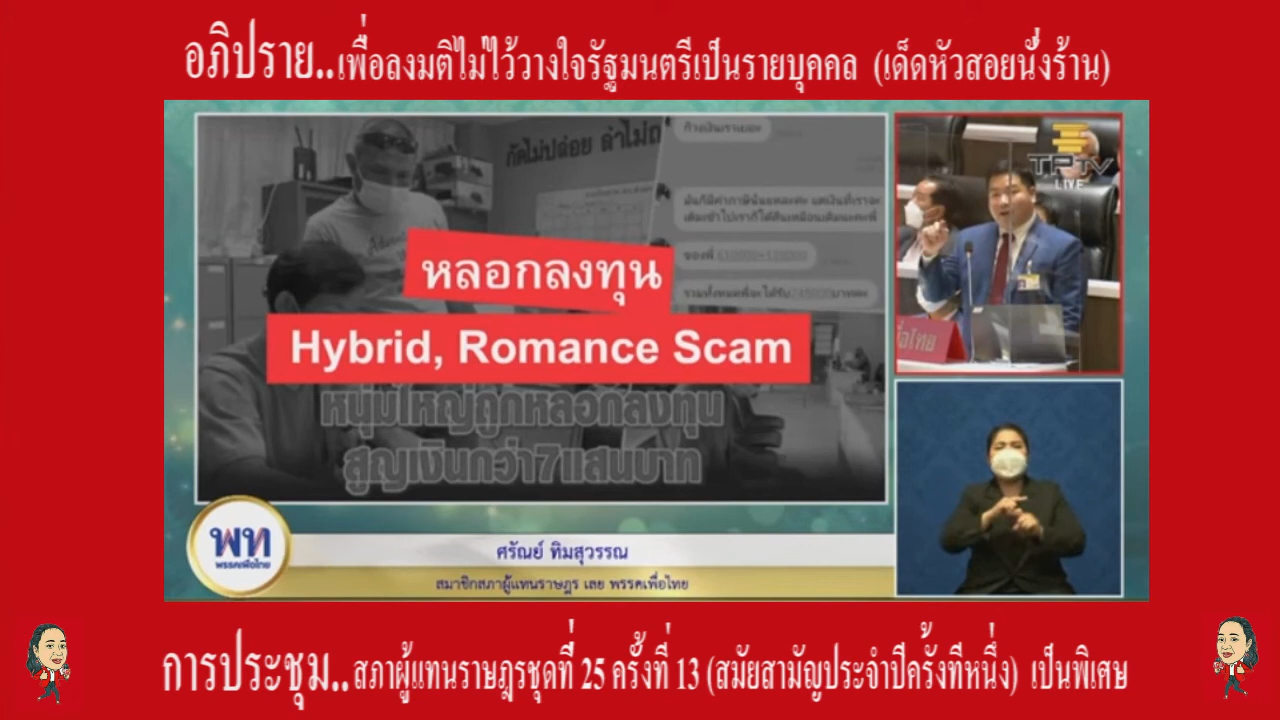 อภิปราย..เพื่อลงมติไม่ไว้วางใจรัฐมนตรีเป็นรายบุคคล (เด็ดหัวสอยนั่งร้าน)
กัดไม่ปล่อย
TPTV
LIVE
หลอกลงทุน
Hybrid, Romance Scam
หนุ่มใหญ่ถูกหลอกลงทุน
สูญเงินกว่า7แสนบาท
เพื่อไทย
พท
พรรคเพื่อไทย
ศรัณย์ ทิมสุวรรณ
สมาชิกสภาผู้แทนราษฎร เลย พรรคเพื่อไทย
การประชุม..สภาผู้แทนราษฎรชุดที่ 25 ครั้งที่ 13 (สมัยสามัญประจำปีครั้งทีหนึ่ง) เป็นพิเศษ